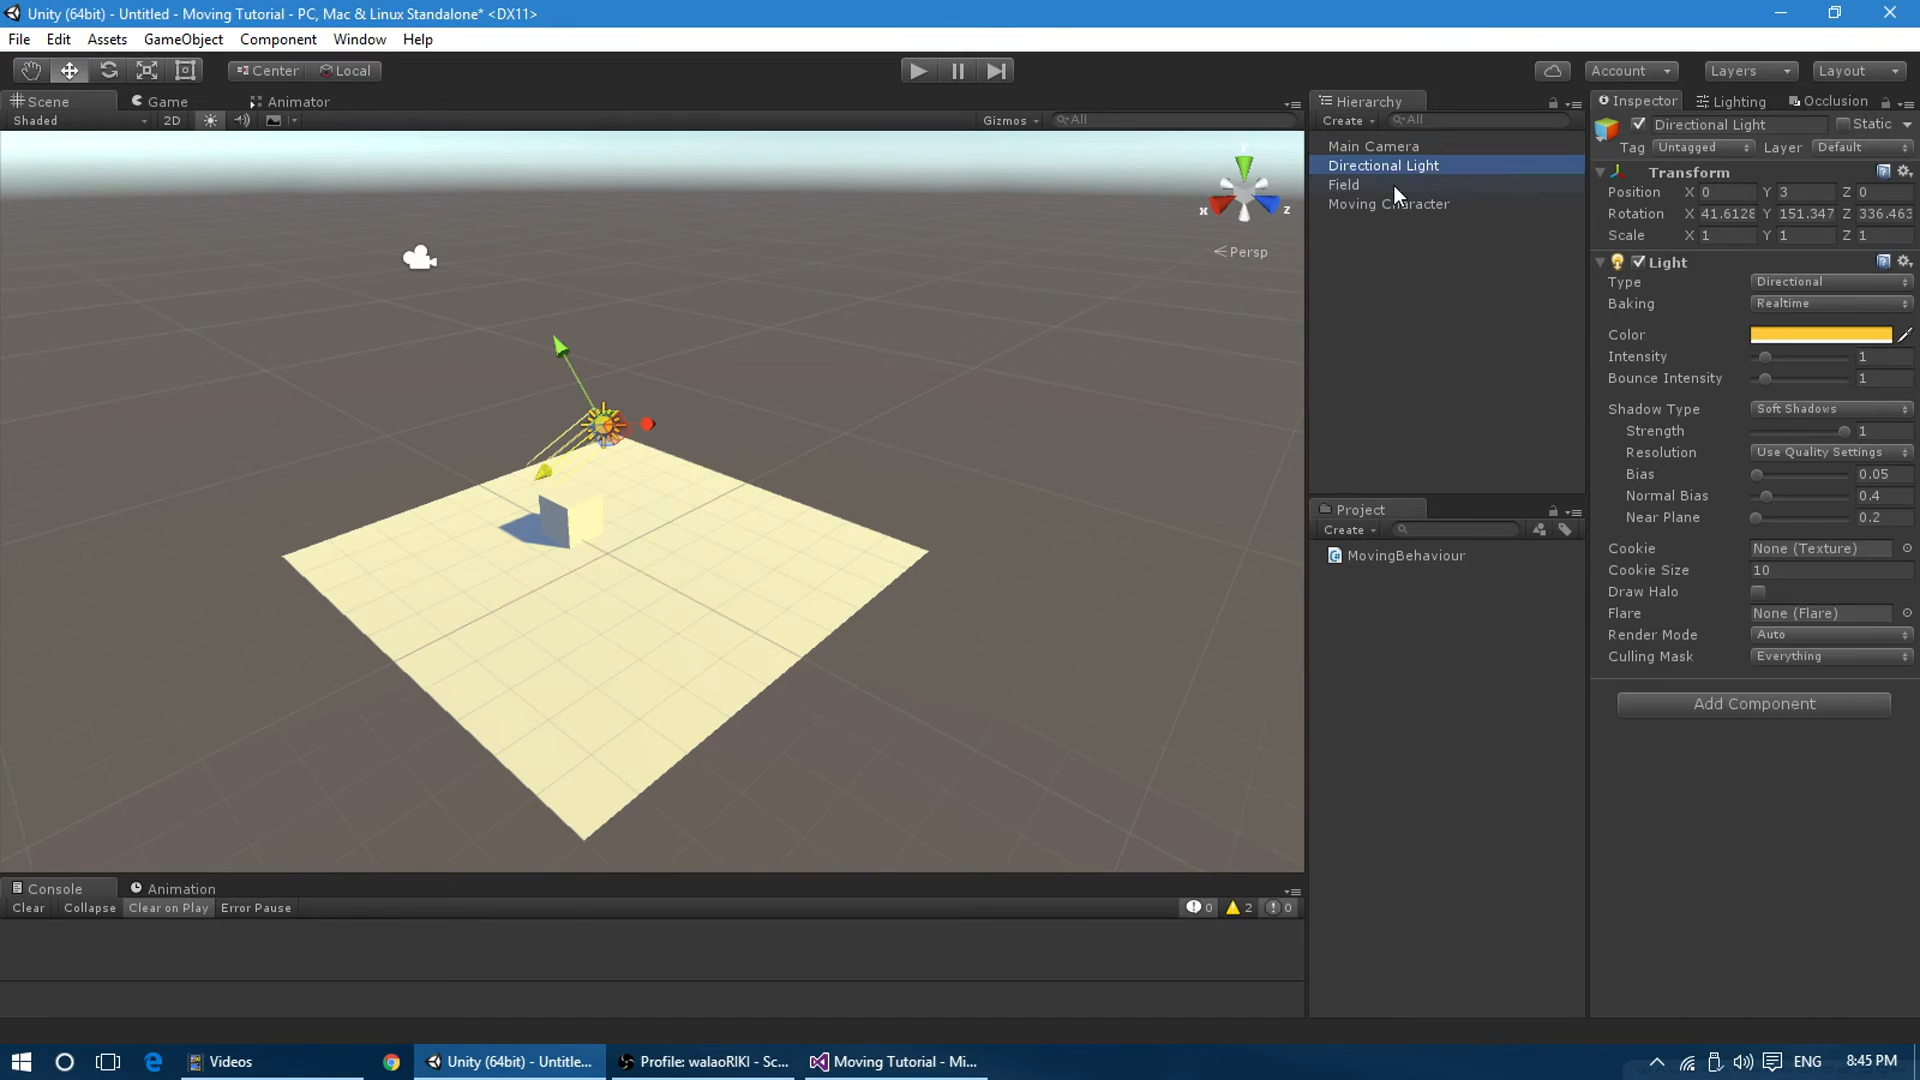 Unity (64bit) - Untitled - Moving Tutorial - PC, Mac & Linux Standalone* <DX11>
File Edit Assets GameObject Component Window Help
Center Local Account Layers Layout
Scene Game Animator
Shaded 2D Gizmos All
y
x z
Persp
Hierarchy
Create All
Main Camera
Directional Light
Field
Moving Character
Project
Create
MovingBehaviour
Inspector Lighting Occlusion
Directional Light Static
Tag Untagged Layer Default
Transform
Position X 0 Y 3 Z 0
Rotation X 41.6128 Y 151.347 Z 336.463
Scale X 1 Y 1 Z 1
Light
Type Directional
Baking Realtime
Color
Intensity 1
Bounce Intensity 1
Shadow Type Soft Shadows
Strength 1
Resolution Use Quality Settings
Bias 0.05
Normal Bias 0.4
Near Plane 0.2
Cookie None (Texture)
Cookie Size 10
Draw Halo
Flare None (Flare)
Render Mode Auto
Culling Mask Everything
Add Component
Console Animation
Clear Collapse Clear on Play Error Pause 0 2 0
Videos Unity (64bit) - Untitle... Profile: walaoRIKI - Sc... Moving Tutorial - Mi... ENG 8:45 PM